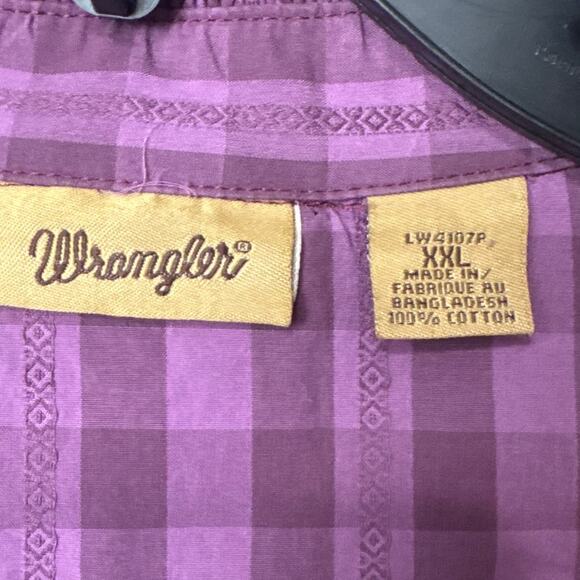 Wrangler®
LW4107P,
XXL
MADE IN/
FABRIQUE AU
BANGLADESH
100% COTTON